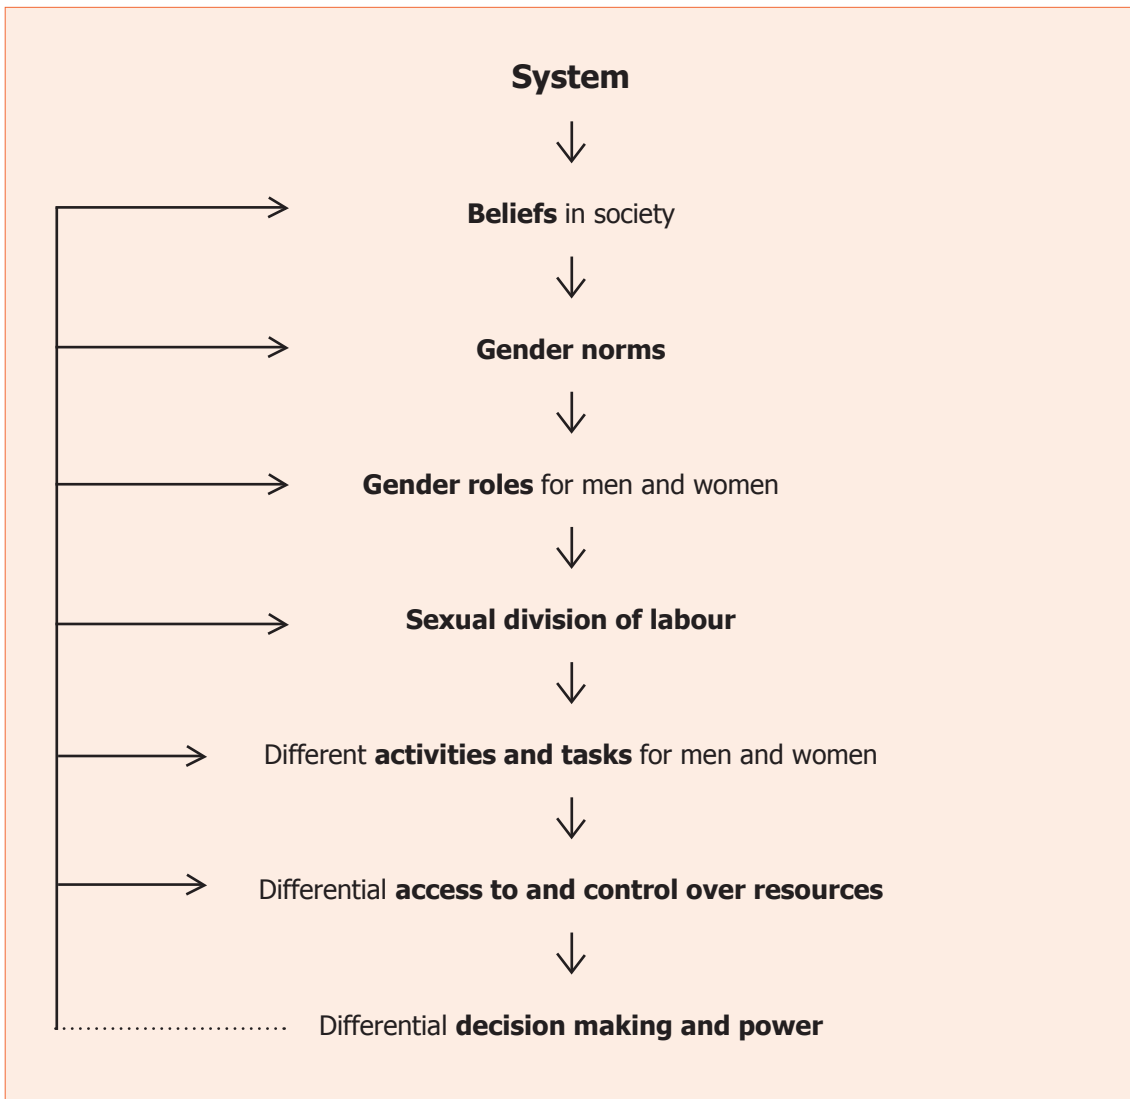 System
Beliefs in society
Gender norms
Gender roles for men and women
Sexual division of labour
Different activities and tasks for men and women
Differential access to and control over resources
Differential decision making and power